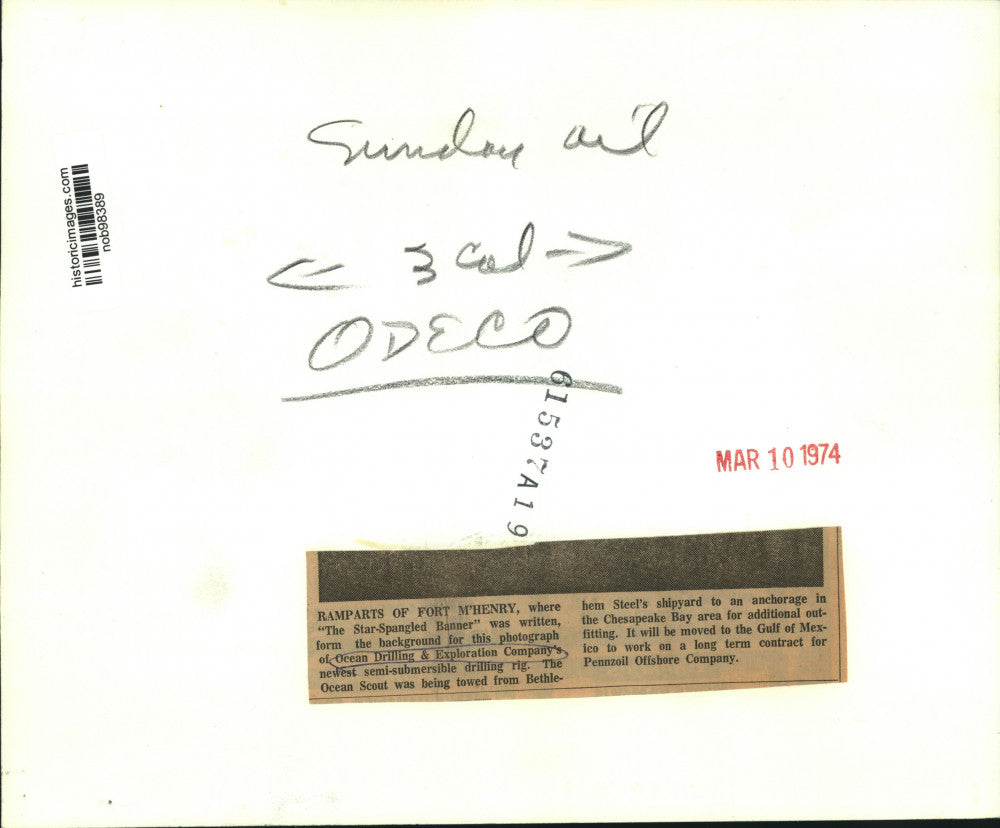 Sunday oil
historicimages.com
nob98389
← 3 Col →
ODECO
61537A19
MAR 10 1974
RAMPARTS OF FORT M'HENRY, where
"The Star-Spangled Banner" was written,
form the background for this photograph
of Ocean Drilling & Exploration Company's
newest semi-submersible drilling rig. The
Ocean Scout was being towed from Bethle-
hem Steel's shipyard to an anchorage in
the Chesapeake Bay area for additional out-
fitting. It will be moved to the Gulf of Mex-
ico to work on a long term contract for
Pennzoil Offshore Company.